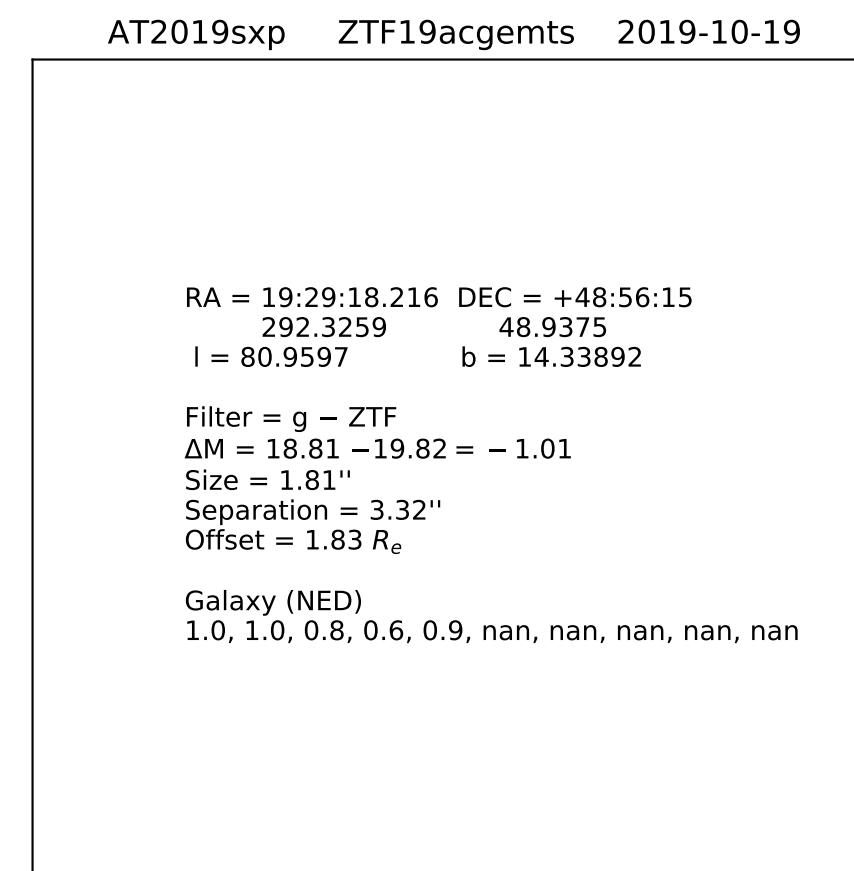 AT2019sxp ZTF19acgemts 2019-10-19
RA = 19:29:18.216 DEC = +48:56:15
292.3259 48.9375
l = 80.9597 b = 14.33892
Filter = g − ZTF
ΔM = 18.81 −19.82 = − 1.01
Size = 1.81''
Separation = 3.32''
Offset = 1.83 Re
Galaxy (NED)
1.0, 1.0, 0.8, 0.6, 0.9, nan, nan, nan, nan, nan